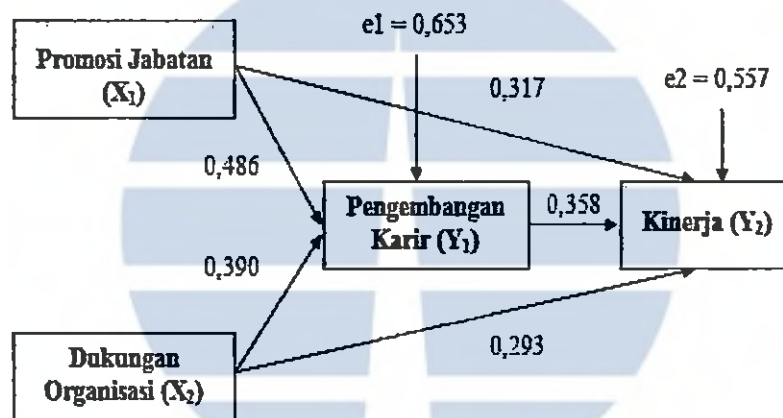 e1 = 0,653
Promosi Jabatan
(X₁)
e2 = 0,557
0,317
0,486
Pengembangan
Karir (Y₁)
0,358
Kinerja (Y₂)
0,390
0,293
Dukungan
Organisasi (X₂)